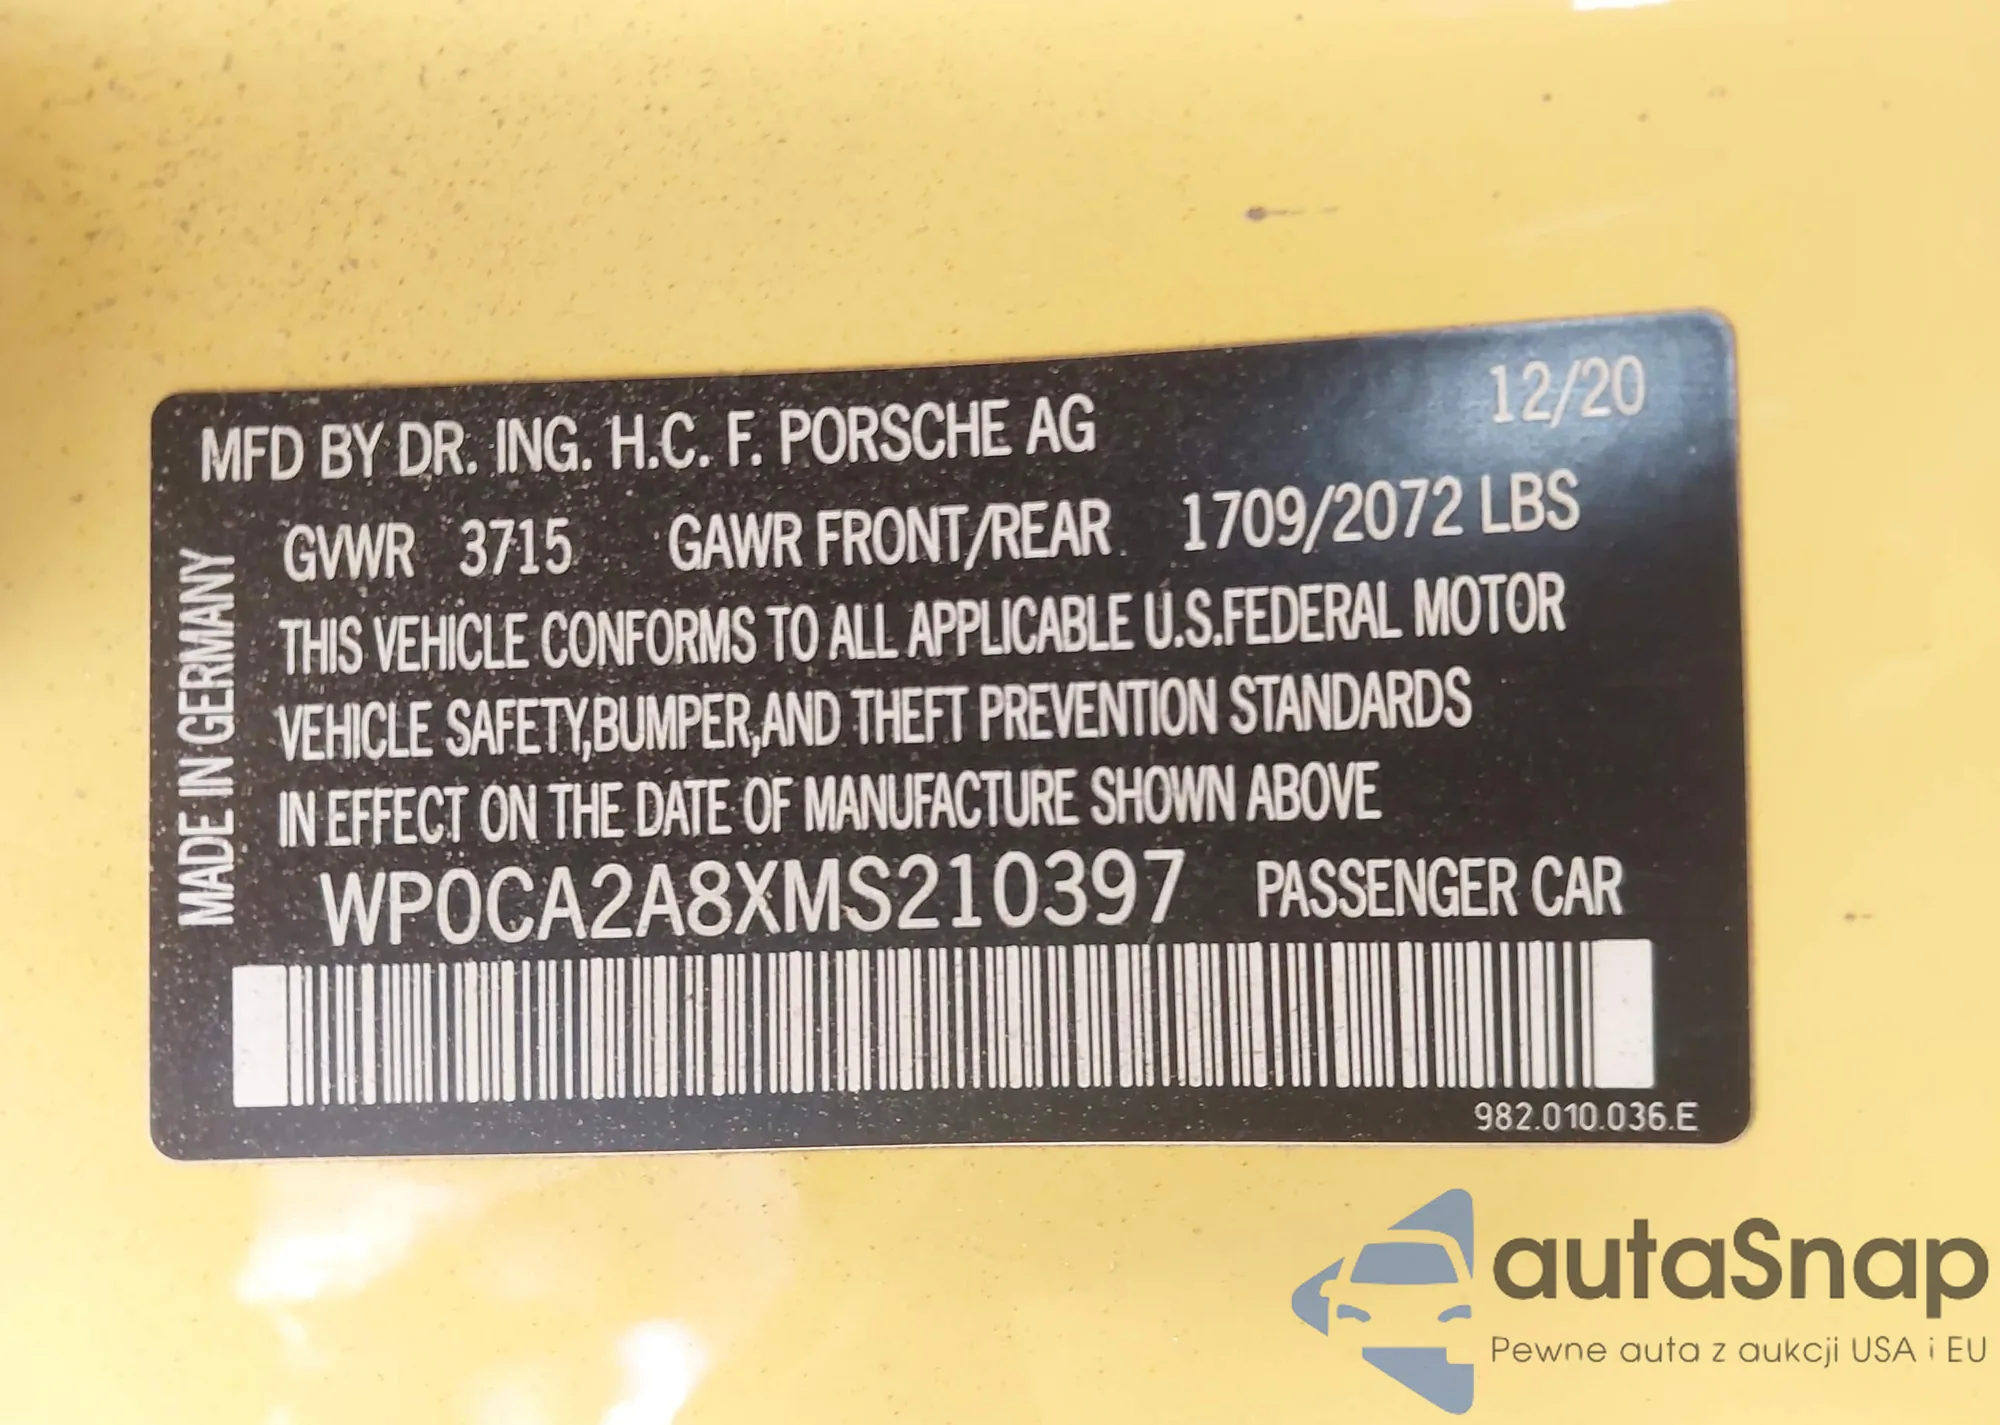 12/20
MFD BY DR. ING. H.C. F. PORSCHE AG
GVWR 3715 GAWR FRONT/REAR 1709/2072 LBS
THIS VEHICLE CONFORMS TO ALL APPLICABLE U.S.FEDERAL MOTOR
VEHICLE SAFETY,BUMPER,AND THEFT PREVENTION STANDARDS
IN EFFECT ON THE DATE OF MANUFACTURE SHOWN ABOVE
WP0CA2A8XMS210397 PASSENGER CAR
MADE IN GERMANY
982.010.036.E
autaSnap
Pewne auta z aukcji USA i EU